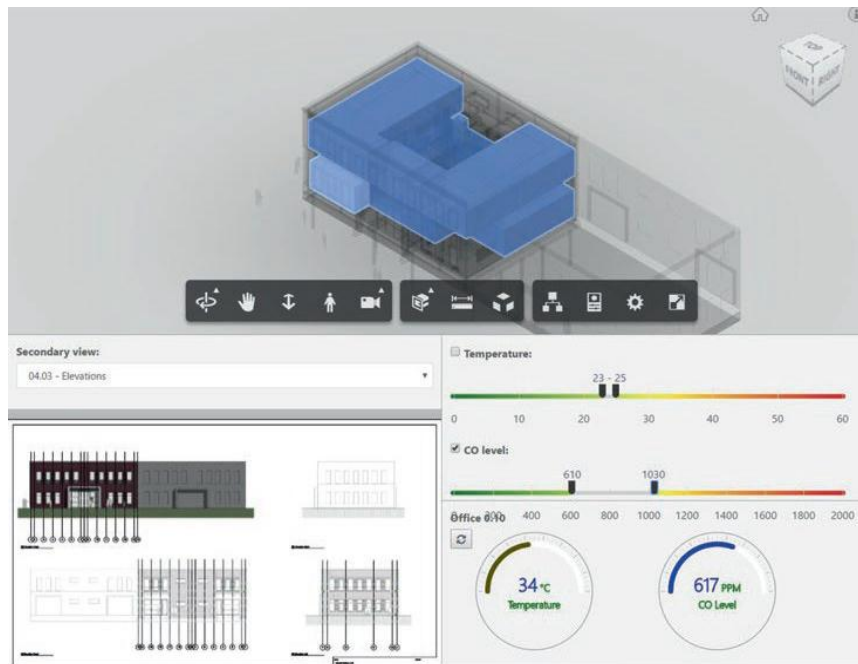 TOP
FRONT
RIGHT
Secondary view:
04.03 - Elevations
Temperature:
23 - 25
0 10 20 30 40 50 60
CO level:
610 1030
0 200 400 600 800 1000 1200 1400 1600 1800 2000
Office 0.10
34 °C
Temperature
617 PPM
CO Level